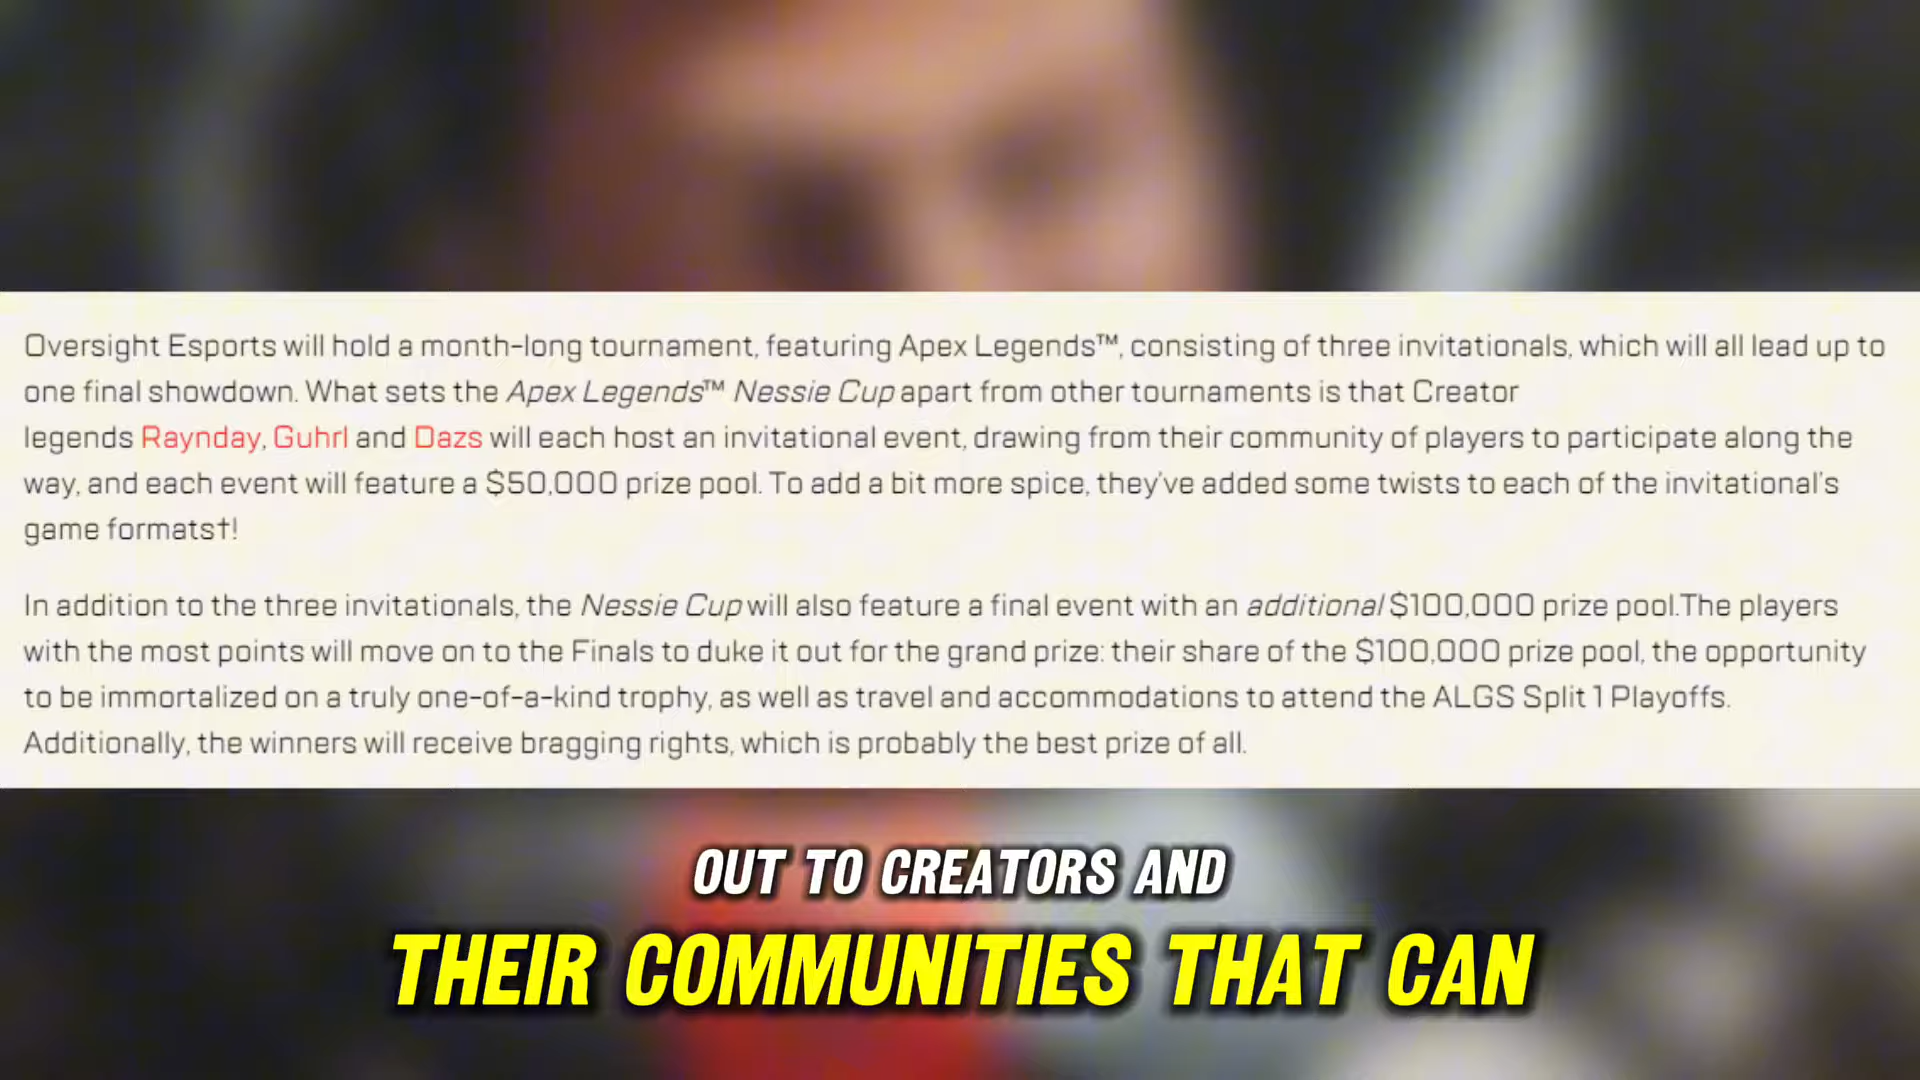 Oversight Esports will hold a month-long tournament, featuring Apex Legends™, consisting of three invitationals, which will all lead up to
one final showdown. What sets the Apex Legends™ Nessie Cup apart from other tournaments is that Creator
legends Raynday, Guhrl and Dazs will each host an invitational event, drawing from their community of players to participate along the
way, and each event will feature a $50,000 prize pool. To add a bit more spice, they've added some twists to each of the invitational's
game formats†!
In addition to the three invitationals, the Nessie Cup will also feature a final event with an additional $100,000 prize pool.The players
with the most points will move on to the Finals to duke it out for the grand prize: their share of the $100,000 prize pool, the opportunity
to be immortalized on a truly one-of-a-kind trophy, as well as travel and accommodations to attend the ALGS Split 1 Playoffs.
Additionally, the winners will receive bragging rights, which is probably the best prize of all.
OUT TO CREATORS AND
THEIR COMMUNITIES THAT CAN